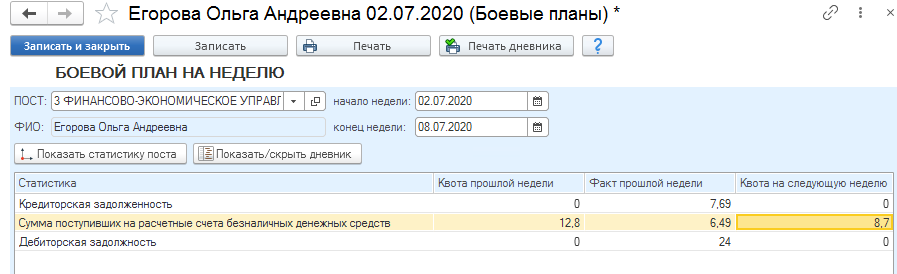 Егорова Ольга Андреевна 02.07.2020 (Боевые планы) *
Записать и закрыть Записать Печать Печать дневника ?
БОЕВОЙ ПЛАН НА НЕДЕЛЮ
ПОСТ: 3 ФИНАНСОВО-ЭКОНОМИЧЕСКОЕ УПРАВЛ начало недели: 02.07.2020
ФИО: Егорова Ольга Андреевна конец недели: 08.07.2020
Показать статистику поста Показать/скрыть дневник
Статистика Квота прошлой недели Факт прошлой недели Квота на следующую неделю
Кредиторская задолженность 0 7,69 0
Сумма поступивших на расчетные счета безналичных денежных средств 12,8 6,49 8,7
Дебиторская задолжность 0 24 0